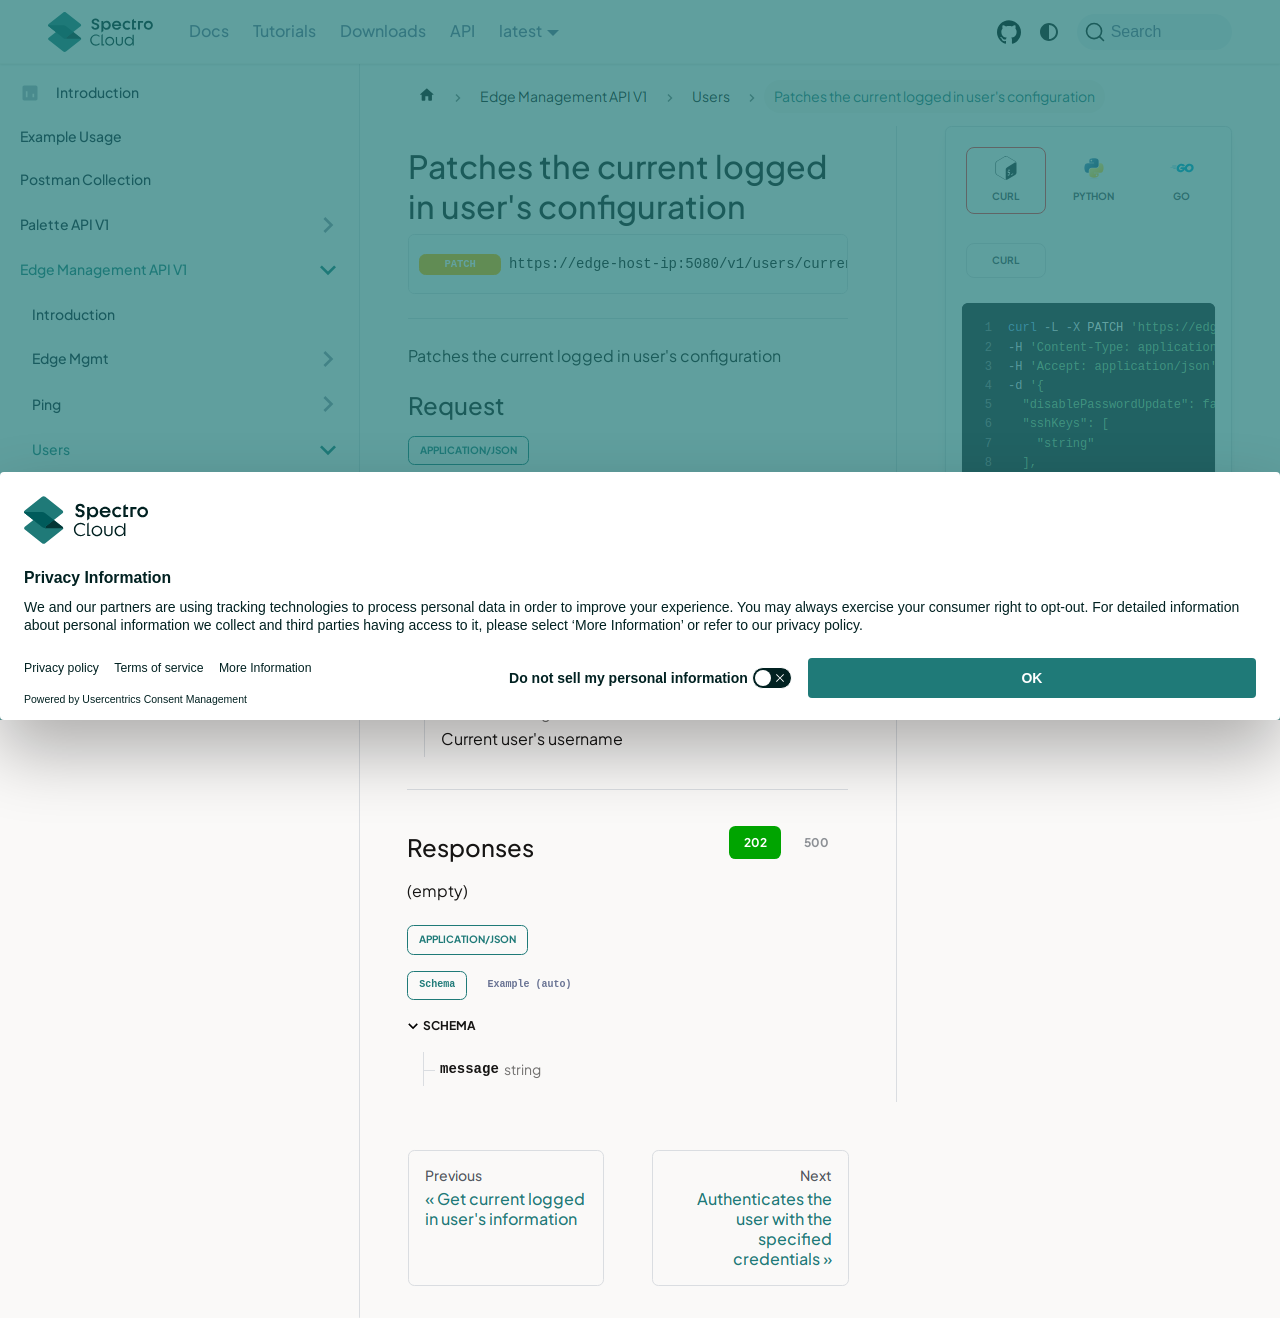 Spectro Cloud
Docs
Tutorials
Downloads
API
latest
Search
Introduction
Example Usage
Postman Collection
Palette API V1
Edge Management API V1
Introduction
Edge Mgmt
Ping
Users
Edge Management API V1
Users
Patches the current logged in user's configuration
Patches the current logged
in user's configuration
PATCH
https://edge-host-ip:5080/v1/users/curren
Patches the current logged in user's configuration
Request
APPLICATION/JSON
CURL
PYTHON
GO
CURL
1 curl -L -X PATCH 'https://edg
2 -H 'Content-Type: application
3 -H 'Accept: application/json'
4 -d '{
5 "disablePasswordUpdate": fa
6 "sshKeys": [
7 "string"
8 ],
Spectro
Cloud
Privacy Information
We and our partners are using tracking technologies to process personal data in order to improve your experience. You may always exercise your consumer right to opt-out. For detailed information
about personal information we collect and third parties having access to it, please select ‘More Information’ or refer to our privacy policy.
Privacy policy
Terms of service
More Information
Do not sell my personal information
OK
Powered by Usercentrics Consent Management
Current user's username
Responses
202
500
(empty)
APPLICATION/JSON
Schema
Example (auto)
SCHEMA
message string
Previous
« Get current logged
in user's information
Next
Authenticates the
user with the
specified
credentials »